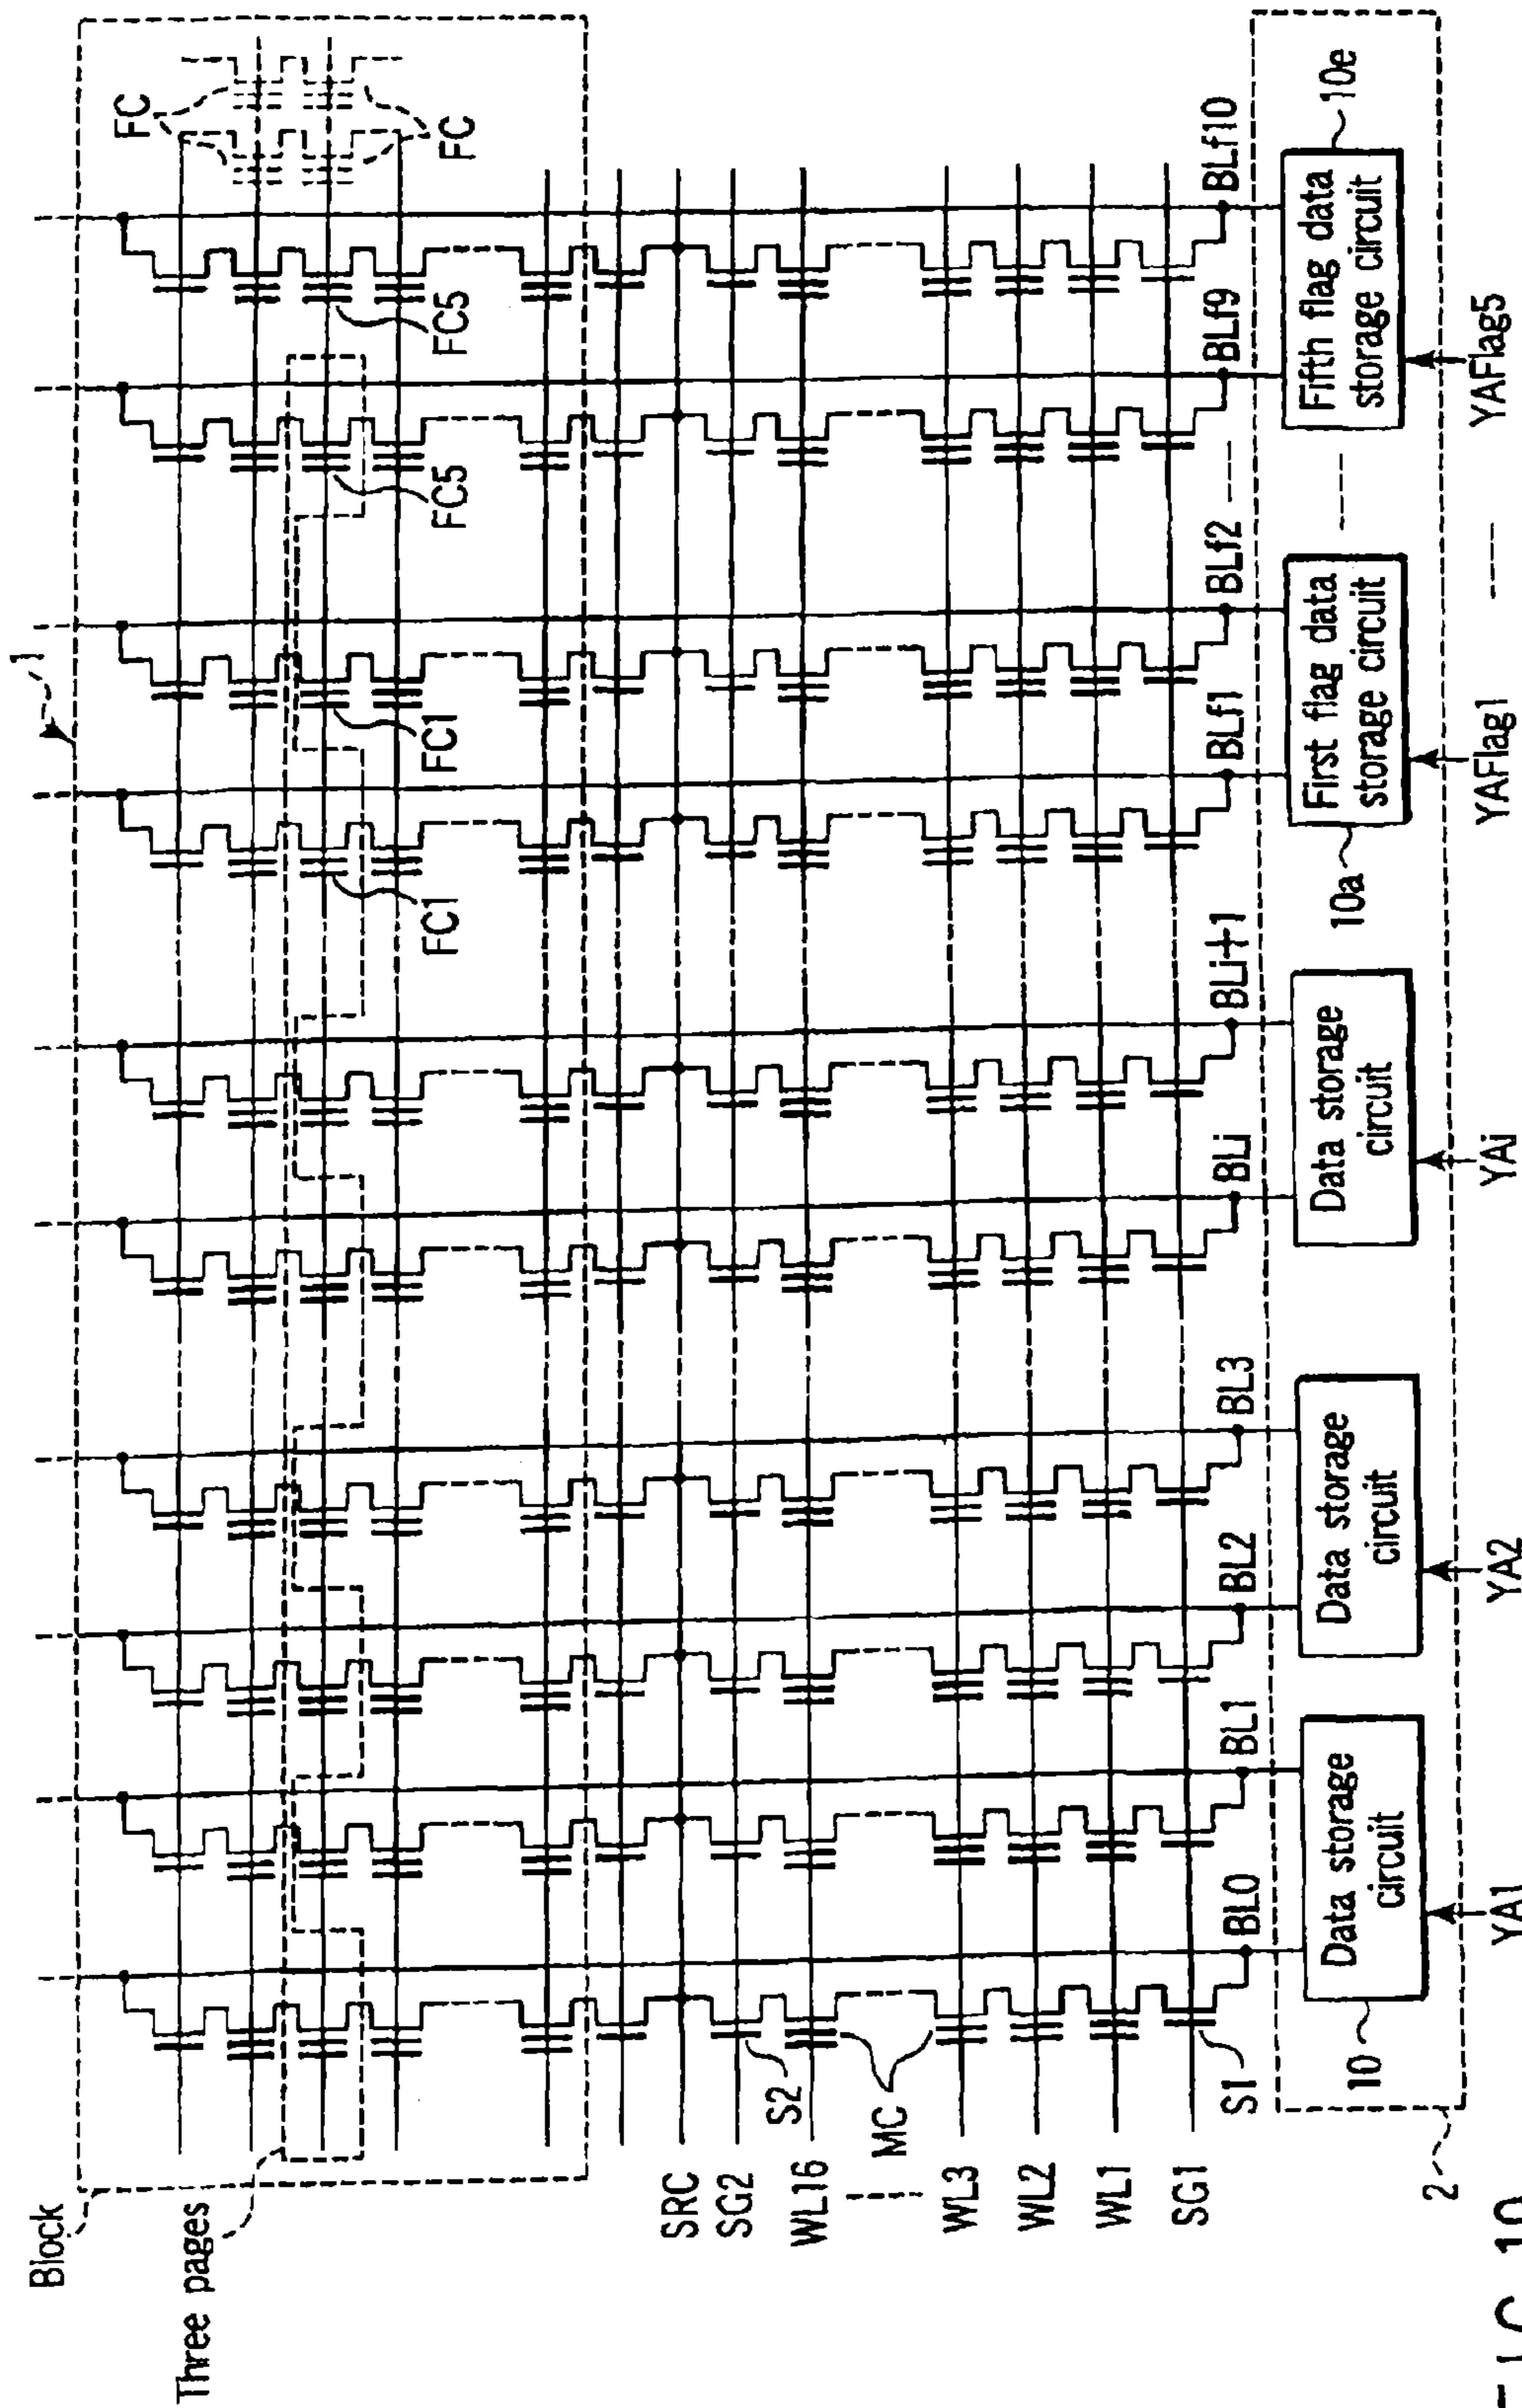 1
Block
Three pages
FC
FC
FC1
FC1
FC5
FC5
SRC
SG2
S2
WL16
MC
WL3
WL2
WL1
SG1
S1
BL0
BL1
BL2
BL3
BLi
BLi+1
BLf1
BLf2
BLf9
BLf10
10
Data storage
circuit
Data storage
circuit
Data storage
circuit
10a
First flag data
storage circuit
Fifth flag data
storage circuit
10e
2
YA1
YA2
YAi
YAFlag1
YAFlag5